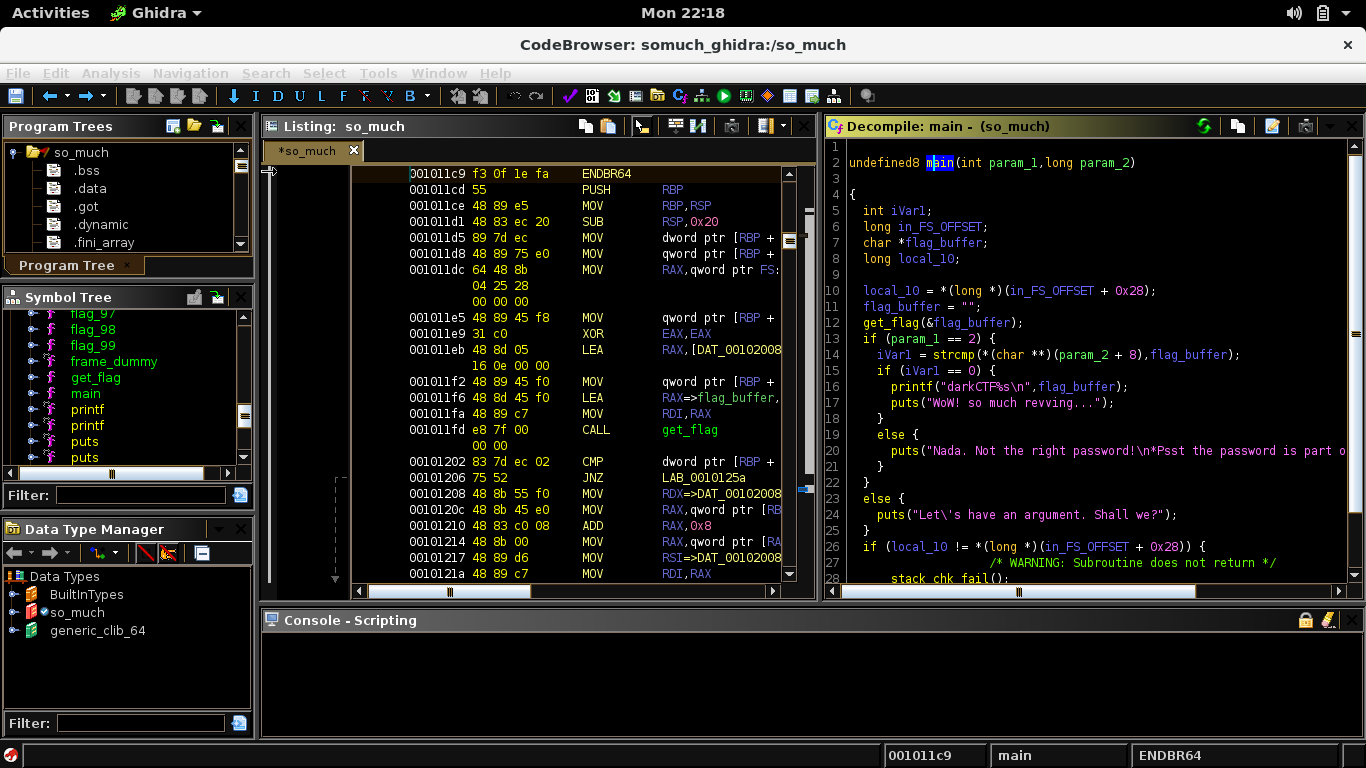 Activities Ghidra Mon 22:18
CodeBrowser: somuch_ghidra:/so_much
File Edit Analysis Navigation Search Select Tools Window Help
I D U L F F V B
Program Trees
so_much
.bss
.data
.got
.dynamic
.fini_array
Program Tree ×
Symbol Tree
flag_97
flag_98
flag_99
frame_dummy
get_flag
main
printf
printf
puts
puts
Filter:
Data Type Manager
Data Types
BuiltInTypes
so_much
generic_clib_64
Filter:
Listing: so_much
*so_much
001011c9 f3 0f 1e fa ENDBR64
001011cd 55 PUSH RBP
001011ce 48 89 e5 MOV RBP,RSP
001011d1 48 83 ec 20 SUB RSP,0x20
001011d5 89 7d ec MOV dword ptr [RBP +
001011d8 48 89 75 e0 MOV qword ptr [RBP +
001011dc 64 48 8b MOV RAX,qword ptr FS:
04 25 28
00 00 00
001011e5 48 89 45 f8 MOV qword ptr [RBP +
001011e9 31 c0 XOR EAX,EAX
001011eb 48 8d 05 LEA RAX,[DAT_00102008
16 0e 00 00
001011f2 48 89 45 f0 MOV qword ptr [RBP +
001011f6 48 8d 45 f0 LEA RAX=>flag_buffer,
001011fa 48 89 c7 MOV RDI,RAX
001011fd e8 7f 00 CALL get_flag
00 00
00101202 83 7d ec 02 CMP dword ptr [RBP +
00101206 75 52 JNZ LAB_0010125a
00101208 48 8b 55 f0 MOV RDX=>DAT_00102008
0010120c 48 8b 45 e0 MOV RAX,qword ptr [RB
00101210 48 83 c0 08 ADD RAX,0x8
00101214 48 8b 00 MOV RAX,qword ptr [RA
00101217 48 89 d6 MOV RSI=>DAT_00102008
0010121a 48 89 c7 MOV RDI,RAX
Decompile: main - (so_much)
1
2 undefined8 main(int param_1,long param_2)
3
4 {
5 int iVar1;
6 long in_FS_OFFSET;
7 char *flag_buffer;
8 long local_10;
9
10 local_10 = *(long *)(in_FS_OFFSET + 0x28);
11 flag_buffer = "";
12 get_flag(&flag_buffer);
13 if (param_1 == 2) {
14 iVar1 = strcmp(*(char **)(param_2 + 8),flag_buffer);
15 if (iVar1 == 0) {
16 printf("darkCTF%s\n",flag_buffer);
17 puts("WoW! so much revving...");
18 }
19 else {
20 puts("Nada. Not the right password!\n*Psst the password is part o
21 }
22 }
23 else {
24 puts("Let\'s have an argument. Shall we?");
25 }
26 if (local_10 != *(long *)(in_FS_OFFSET + 0x28)) {
27 /* WARNING: Subroutine does not return */
28 stack chk fail();
Console - Scripting
001011c9 main ENDBR64